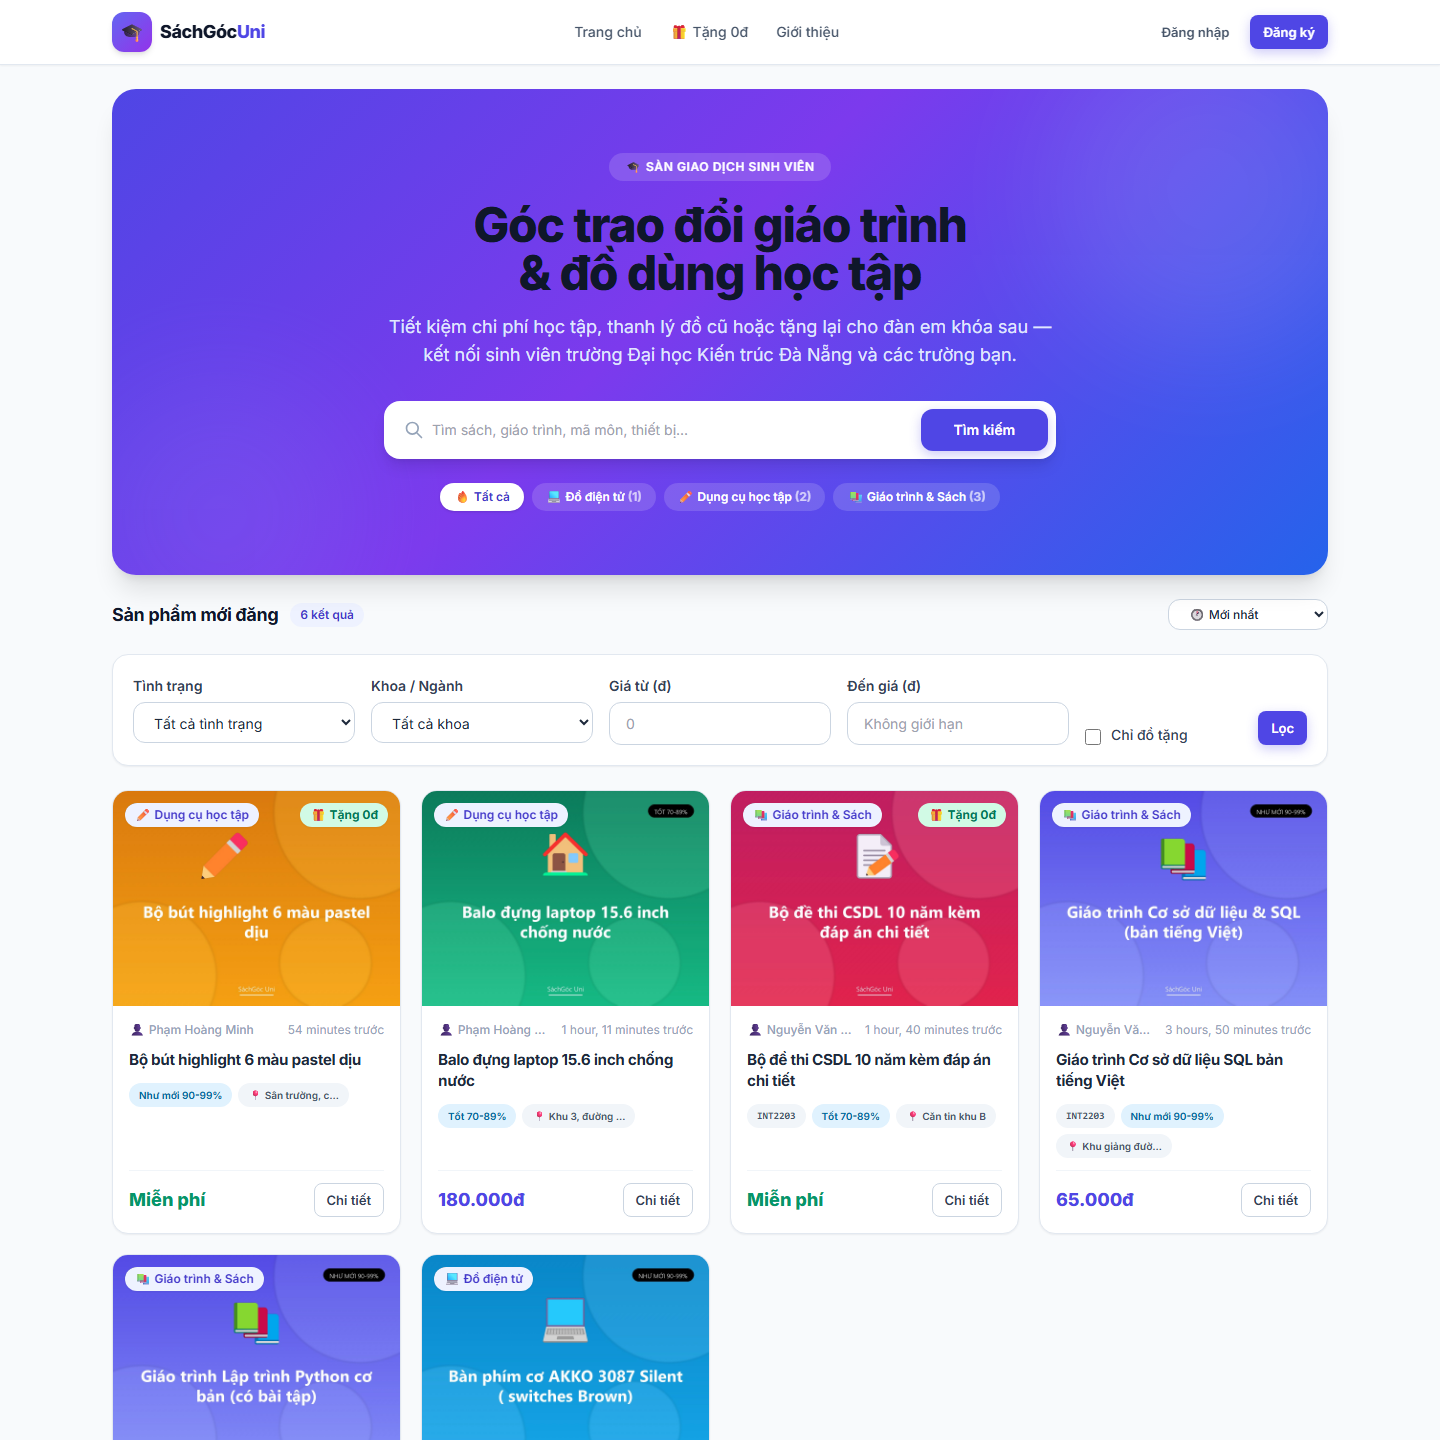 SáchGócUni
Trang chủ
Tặng 0đ
Giới thiệu
Đăng nhập
Đăng ký
SÀN GIAO DỊCH SINH VIÊN
Góc trao đổi giáo trình
& đồ dùng học tập
Tiết kiệm chi phí học tập, thanh lý đồ cũ hoặc tặng lại cho đàn em khóa sau —
kết nối sinh viên trường Đại học Kiến trúc Đà Nẵng và các trường bạn.
Tìm sách, giáo trình, mã môn, thiết bị...
Tìm kiếm
Tất cả
Đồ điện tử (1)
Dụng cụ học tập (2)
Giáo trình & Sách (3)
Sản phẩm mới đăng
6 kết quả
Mới nhất
Tình trạng
Khoa / Ngành
Giá từ (đ)
Đến giá (đ)
Tất cả tình trạng
Tất cả khoa
0
Không giới hạn
Chỉ đồ tặng
Lọc
Dụng cụ học tập
Tặng 0đ
Bộ bút highlight 6 màu pastel
dịu
SáchGóc Uni
Phạm Hoàng Minh
54 minutes trước
Bộ bút highlight 6 màu pastel dịu
Như mới 90-99%
Sân trường, c...
Miễn phí
Chi tiết
Dụng cụ học tập
TỐT 70-89%
Balo đựng laptop 15.6 inch
chống nước
SáchGóc Uni
Phạm Hoàng ...
1 hour, 11 minutes trước
Balo đựng laptop 15.6 inch chống
nước
Tốt 70-89%
Khu 3, đường ...
180.000đ
Chi tiết
Giáo trình & Sách
Tặng 0đ
Bộ đề thi CSDL 10 năm kèm
đáp án chi tiết
SáchGóc Uni
Nguyễn Văn ...
1 hour, 40 minutes trước
Bộ đề thi CSDL 10 năm kèm đáp án
chi tiết
INT2203
Tốt 70-89%
Căn tin khu B
Miễn phí
Chi tiết
Giáo trình & Sách
NHƯ MỚI 90-99%
Giáo trình Cơ sở dữ liệu & SQL
(bản tiếng Việt)
SáchGóc Uni
Nguyễn Vă...
3 hours, 50 minutes trước
Giáo trình Cơ sở dữ liệu SQL bản
tiếng Việt
INT2203
Như mới 90-99%
Khu giảng đườ...
65.000đ
Chi tiết
Giáo trình & Sách
NHƯ MỚI 90-99%
Giáo trình Lập trình Python cơ
bản (có bài tập)
Đồ điện tử
NHƯ MỚI 90-99%
Bàn phím cơ AKKO 3087 Silent
( switches Brown)